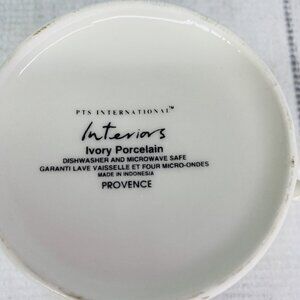 PTS INTERNATIONAL™
Interiors
Ivory Porcelain
DISHWASHER AND MICROWAVE SAFE
GARANTI LAVE VAISSELLE ET FOUR MICRO-ONDES
MADE IN INDONESIA
PROVENCE